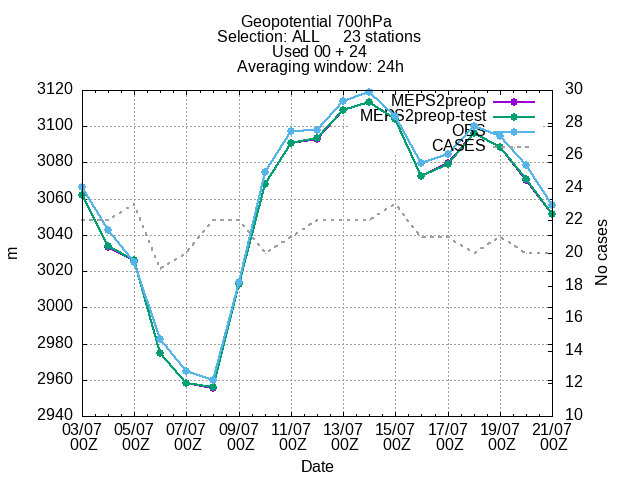 Geopotential 700hPa
Selection: ALL 23 stations
Used 00 + 24
Averaging window: 24h
3120
3100
3080
3060
3040
3020
3000
2980
2960
2940
m
30
28
26
24
22
20
18
16
14
12
10
No cases
MEPS2preop
MEPS2preop-test
OBS
CASES
03/07 05/07 07/07 09/07 11/07 13/07 15/07 17/07 19/07 21/07
00Z 00Z 00Z 00Z 00Z 00Z 00Z 00Z 00Z 00Z
Date